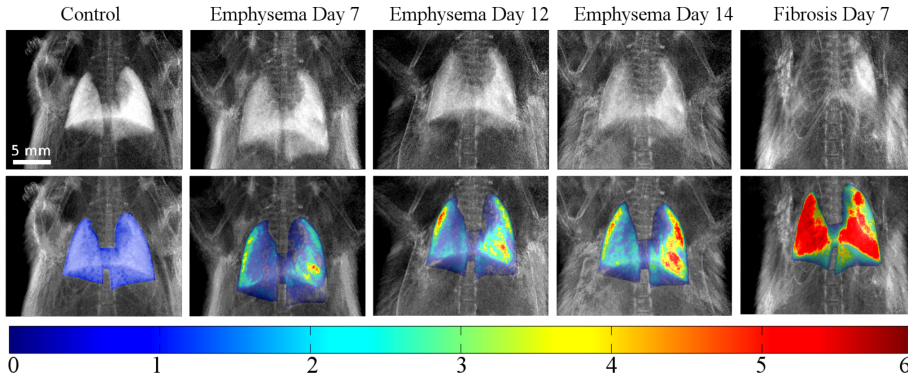 Control
Emphysema Day 7
Emphysema Day 12
Emphysema Day 14
Fibrosis Day 7
5 mm
0 1 2 3 4 5 6